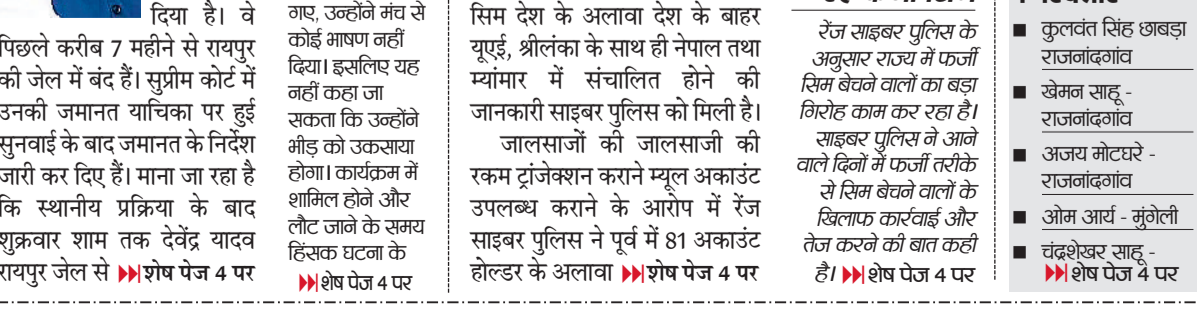 दिया है। वे
पिछले करीब 7 महीने से रायपुर
की जेल में बंद हैं। सुप्रीम कोर्ट में
उनकी जमानत याचिका पर हुई
सुनवाई के बाद जमानत के निर्देश
जारी कर दिए हैं। माना जा रहा है
कि स्थानीय प्रक्रिया के बाद
शुक्रवार शाम तक देवेंद्र यादव
रायपुर जेल से शेष पेज 4 पर
गए, उन्होंने मंच से
कोई भाषण नहीं
दिया। इसलिए यह
नहीं कहा जा
सकता कि उन्होंने
भीड़ को उकसाया
होगा। कार्यक्रम में
शामिल होने और
लौट जाने के समय
हिंसक घटना के
शेष पेज 4 पर
सिम देश के अलावा देश के बाहर
यूएई, श्रीलंका के साथ ही नेपाल तथा
म्यांमार में संचालित होने की
जानकारी साइबर पुलिस को मिली है।
जालसाजों की जालसाजी की
रकम ट्रांजेक्शन कराने म्यूल अकाउंट
उपलब्ध कराने के आरोप में रेंज
साइबर पुलिस ने पूर्व में 81 अकाउंट
होल्डर के अलावा शेष पेज 4 पर
रेंज साइबर पुलिस के
अनुसार राज्य में फर्जी
सिम बेचने वालों का बड़ा
गिरोह काम कर रहा है।
साइबर पुलिस ने आने
वाले दिनों में फर्जी तरीके
से सिम बेचने वालों के
खिलाफ कार्रवाई और
तेज करने की बात कही
है। शेष पेज 4 पर
■ कुलवंत सिंह छाबड़ा
राजनांदगांव
■ खेमन साहू -
राजनांदगांव
■ अजय मोटघरे -
राजनांदगांव
■ ओम आर्य - मुंगेली
■ चंद्रशेखर साहू -
शेष पेज 4 पर